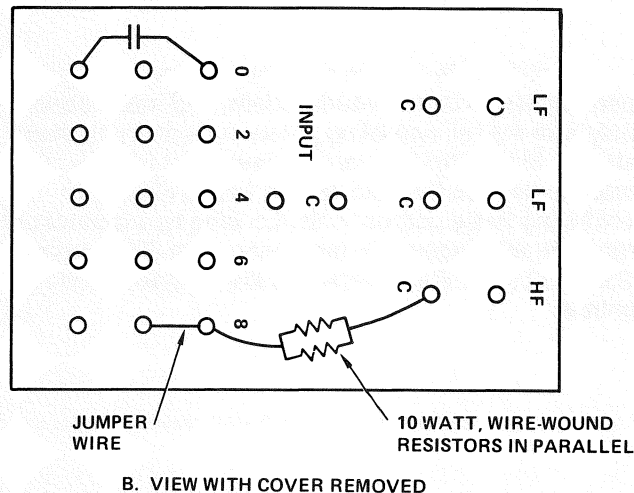 0
2
4
6
8
INPUT
C
C
LF
C
LF
C
HF
JUMPER
WIRE
10 WATT, WIRE-WOUND
RESISTORS IN PARALLEL
B. VIEW WITH COVER REMOVED